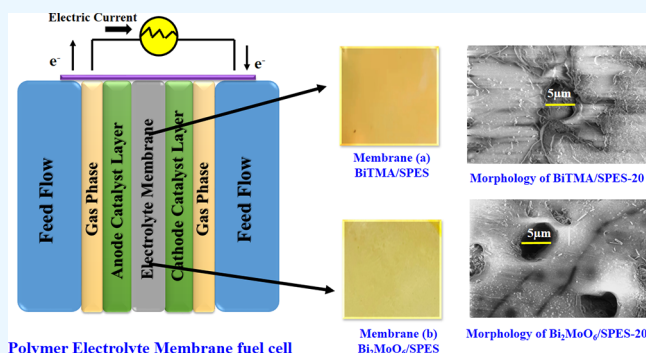 Electric Current
e-
e-
Feed Flow
Gas Phase
Anode Catalyst Layer
Electrolyte Membrane
Cathode Catalyst Layer
Gas Phase
Feed Flow
Polymer Electrolyte Membrane fuel cell
Membrane (a)
BiTMA/SPES
Membrane (b)
Bi₂MoO₆/SPES
5µm
Morphology of BiTMA/SPES-20
5µm
Morphology of Bi₂MoO₆/SPES-20